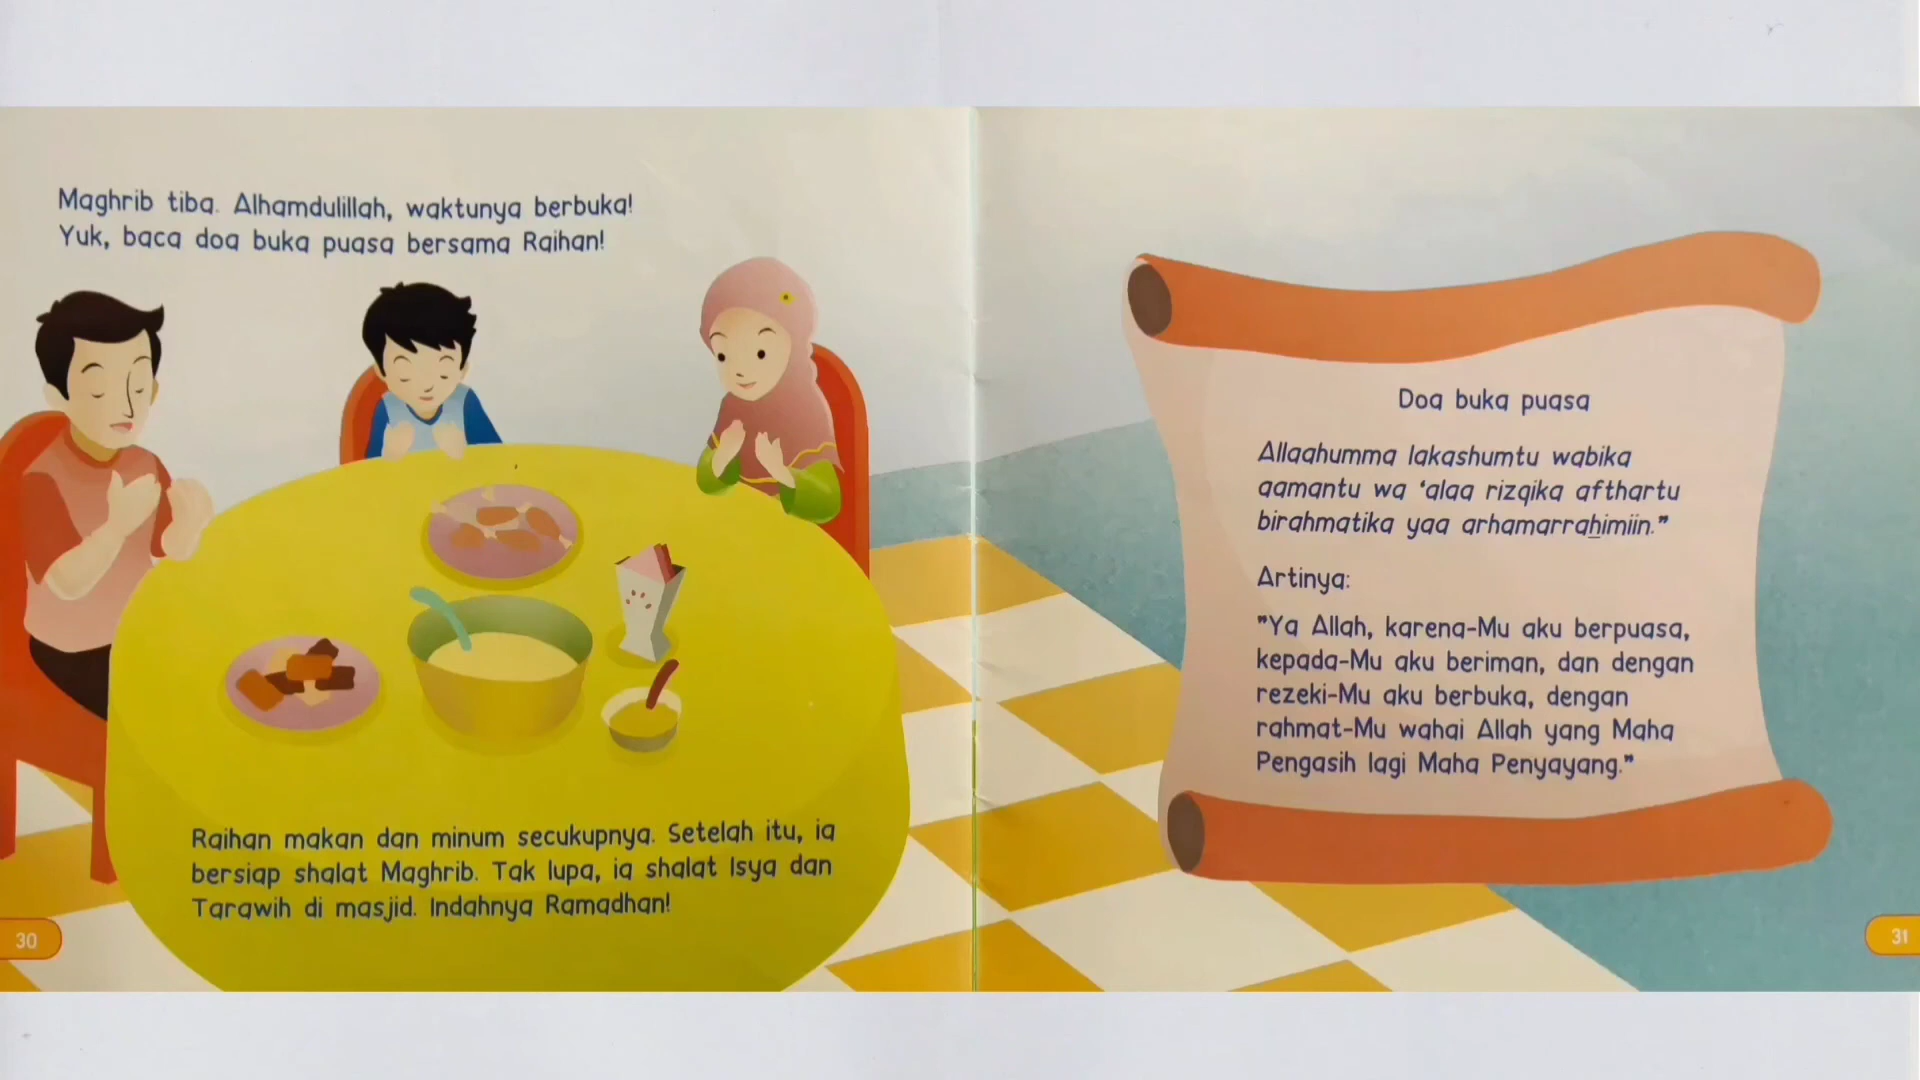 Maghrib tiba. Alhamdulillah, waktunya berbuka!
Yuk, baca doa buka puasa bersama Raihan!
Raihan makan dan minum secukupnya. Setelah itu, ia
bersiap shalat Maghrib. Tak lupa, ia shalat Isya dan
Tarawih di masjid. Indahnya Ramadhan!
30
Doa buka puasa
Allaahumma lakashumtu wabika
aamantu wa ‘alaa rizqika afthartu
birahmatika yaa arhamarrahimiin.”
Artinya:
”Ya Allah, karena-Mu aku berpuasa,
kepada-Mu aku beriman, dan dengan
rezeki-Mu aku berbuka, dengan
rahmat-Mu wahai Allah yang Maha
Pengasih lagi Maha Penyayang.”
31